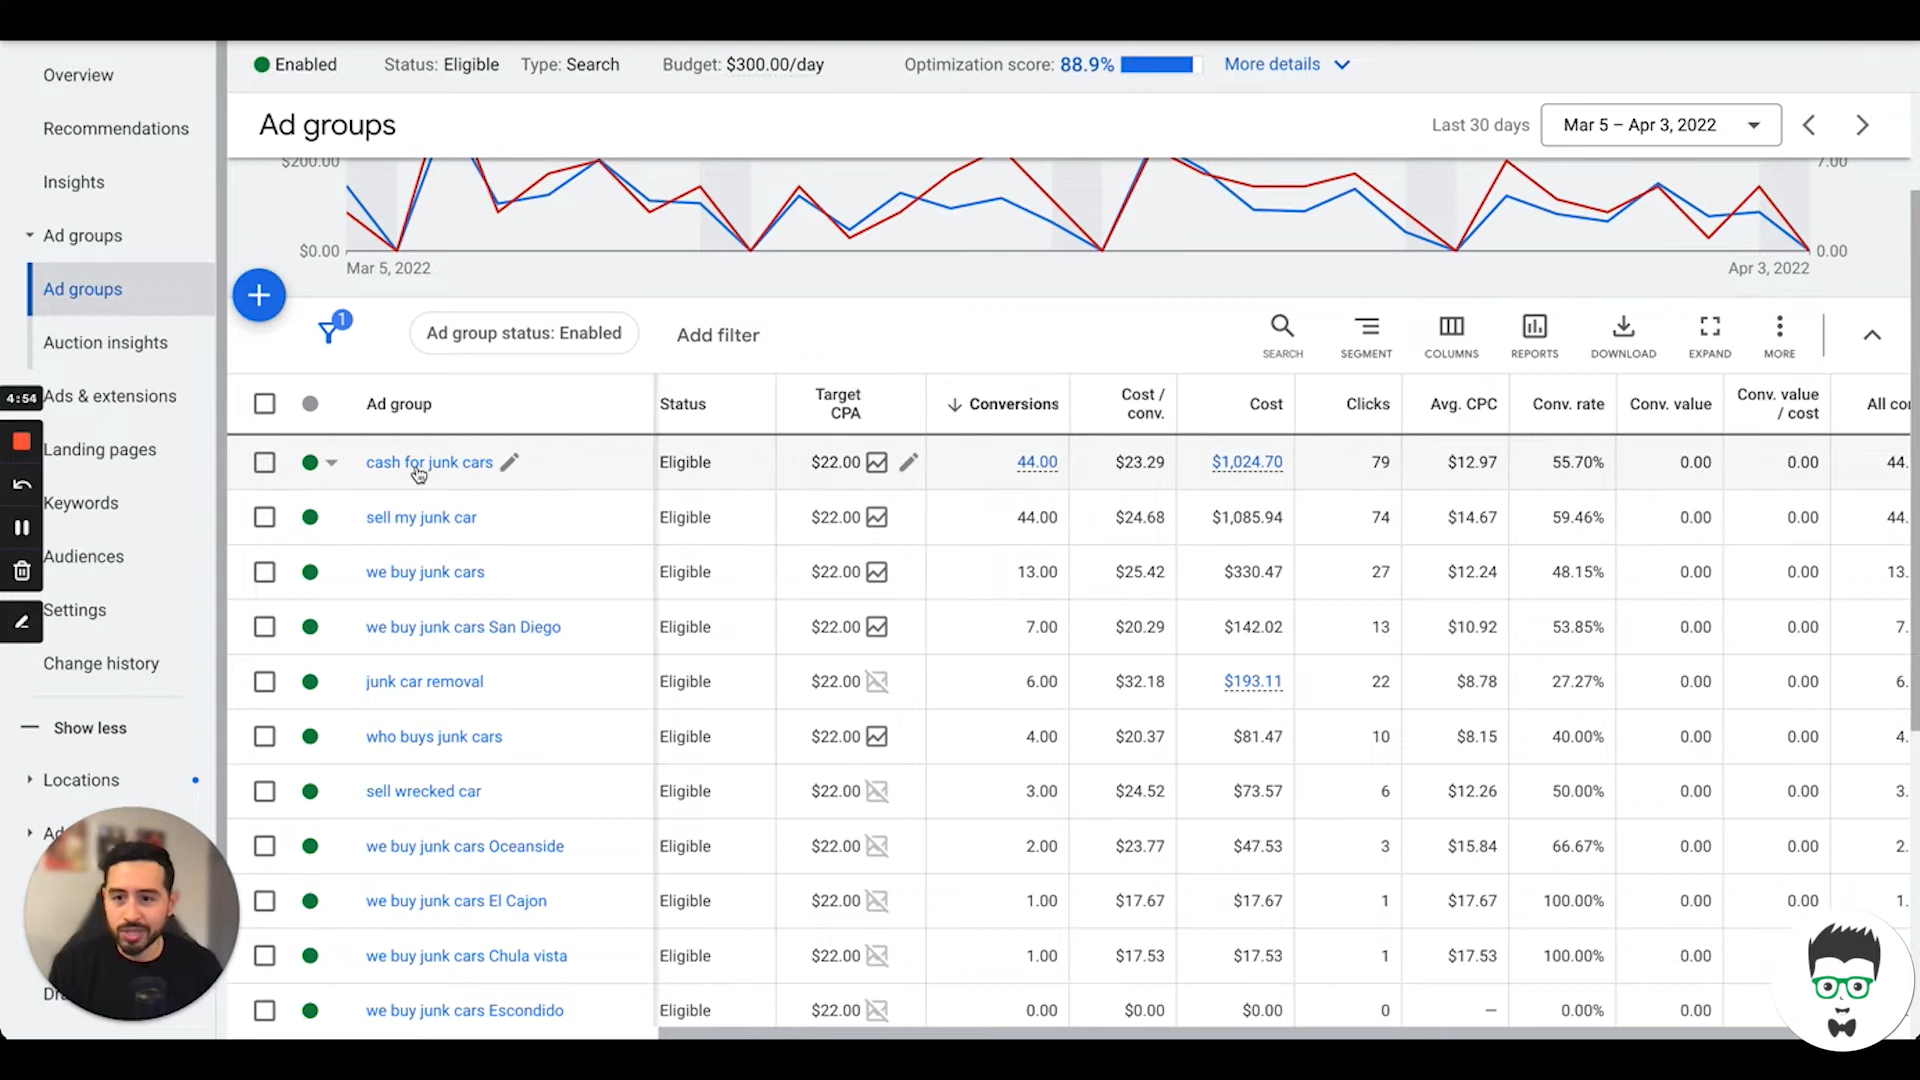 Overview
Recommendations
Insights
Ad groups
Ad groups
Auction insights
4:54
Ads & extensions
Landing pages
Keywords
Audiences
Settings
Change history
Show less
Locations
Enabled Status: Eligible Type: Search Budget: $300.00/day Optimization score: 88.9% More details
Ad groups Last 30 days Mar 5 – Apr 3, 2022
$200.00 7.00
$0.00 0.00
Mar 5, 2022 Apr 3, 2022
1
Ad group status: Enabled Add filter SEARCH SEGMENT COLUMNS REPORTS DOWNLOAD EXPAND MORE
Ad group Status Target CPA Conversions Cost / conv. Cost Clicks Avg. CPC Conv. rate Conv. value Conv. value / cost All
cash for junk cars Eligible $22.00 44.00 $23.29 $1,024.70 79 $12.97 55.70% 0.00 0.00 44.
sell my junk car Eligible $22.00 44.00 $24.68 $1,085.94 74 $14.67 59.46% 0.00 0.00 44.
we buy junk cars Eligible $22.00 13.00 $25.42 $330.47 27 $12.24 48.15% 0.00 0.00 13.
we buy junk cars San Diego Eligible $22.00 7.00 $20.29 $142.02 13 $10.92 53.85% 0.00 0.00 7.
junk car removal Eligible $22.00 6.00 $32.18 $193.11 22 $8.78 27.27% 0.00 0.00 6.
who buys junk cars Eligible $22.00 4.00 $20.37 $81.47 10 $8.15 40.00% 0.00 0.00 4.
sell wrecked car Eligible $22.00 3.00 $24.52 $73.57 6 $12.26 50.00% 0.00 0.00 3.
we buy junk cars Oceanside Eligible $22.00 2.00 $23.77 $47.53 3 $15.84 66.67% 0.00 0.00 2.
we buy junk cars El Cajon Eligible $22.00 1.00 $17.67 $17.67 1 $17.67 100.00% 0.00 0.00 1.
we buy junk cars Chula vista Eligible $22.00 1.00 $17.53 $17.53 1 $17.53 100.00% 0.00
we buy junk cars Escondido Eligible $22.00 0.00 $0.00 $0.00 0 – 0.00% 0.00